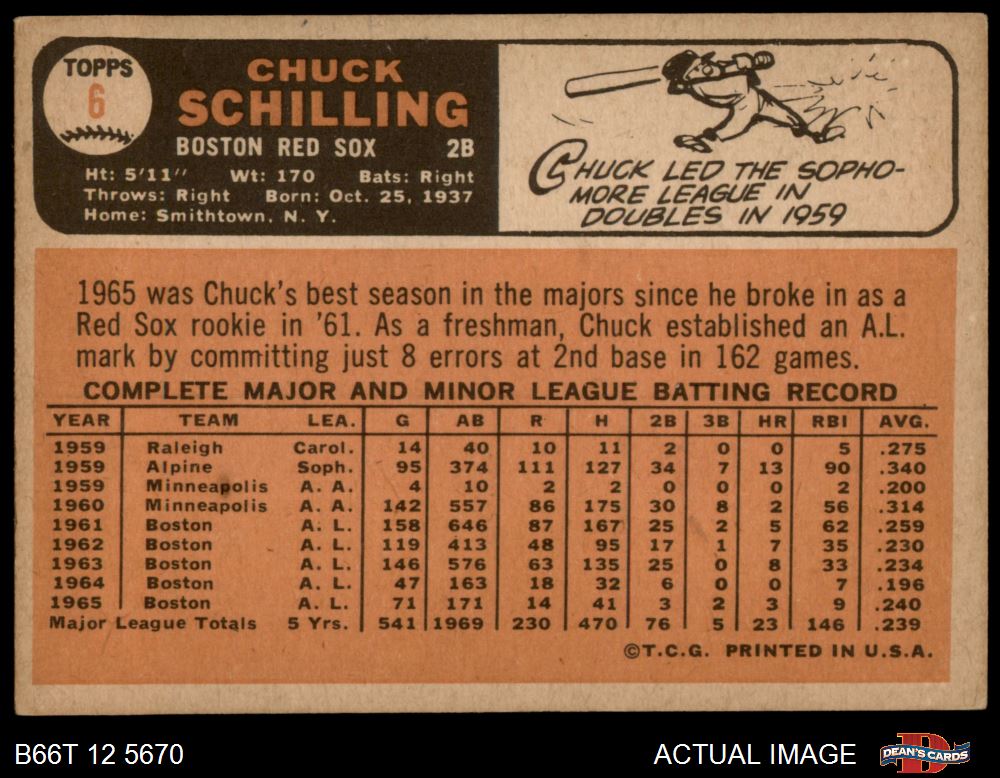 TOPPS
6
CHUCK
SCHILLING
BOSTON RED SOX 2B
Ht: 5'11" Wt: 170 Bats: Right
Throws: Right Born: Oct. 25, 1937
Home: Smithtown, N. Y.
CHUCK LED THE SOPHO-
MORE LEAGUE IN
DOUBLES IN 1959
1965 was Chuck's best season in the majors since he broke in as a
Red Sox rookie in '61. As a freshman, Chuck established an A.L.
mark by committing just 8 errors at 2nd base in 162 games.
COMPLETE MAJOR AND MINOR LEAGUE BATTING RECORD
YEAR TEAM LEA. G AB R H 2B 3B HR RBI AVG.
1959 Raleigh Carol. 14 40 10 11 2 0 0 5 .275
1959 Alpine Soph. 95 374 111 127 34 7 13 90 .340
1959 Minneapolis A. A. 4 10 2 2 0 0 0 2 .200
1960 Minneapolis A. A. 142 557 86 175 30 8 2 56 .314
1961 Boston A. L. 158 646 87 167 25 2 5 62 .259
1962 Boston A. L. 119 413 48 95 17 1 7 35 .230
1963 Boston A. L. 146 576 63 135 25 0 8 33 .234
1964 Boston A. L. 47 163 18 32 6 0 0 7 .196
1965 Boston A. L. 71 171 14 41 3 2 3 9 .240
Major League Totals 5 Yrs. 541 1969 230 470 76 5 23 146 .239
©T.C.G. PRINTED IN U.S.A.
B66T 12 5670 ACTUAL IMAGE DEAN'S CARDS